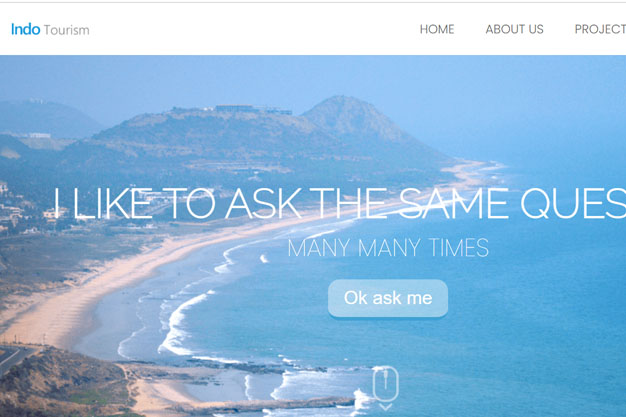 Indo Tourism
HOME ABOUT US PROJECT
I LIKE TO ASK THE SAME QUES
MANY MANY TIMES
Ok ask me